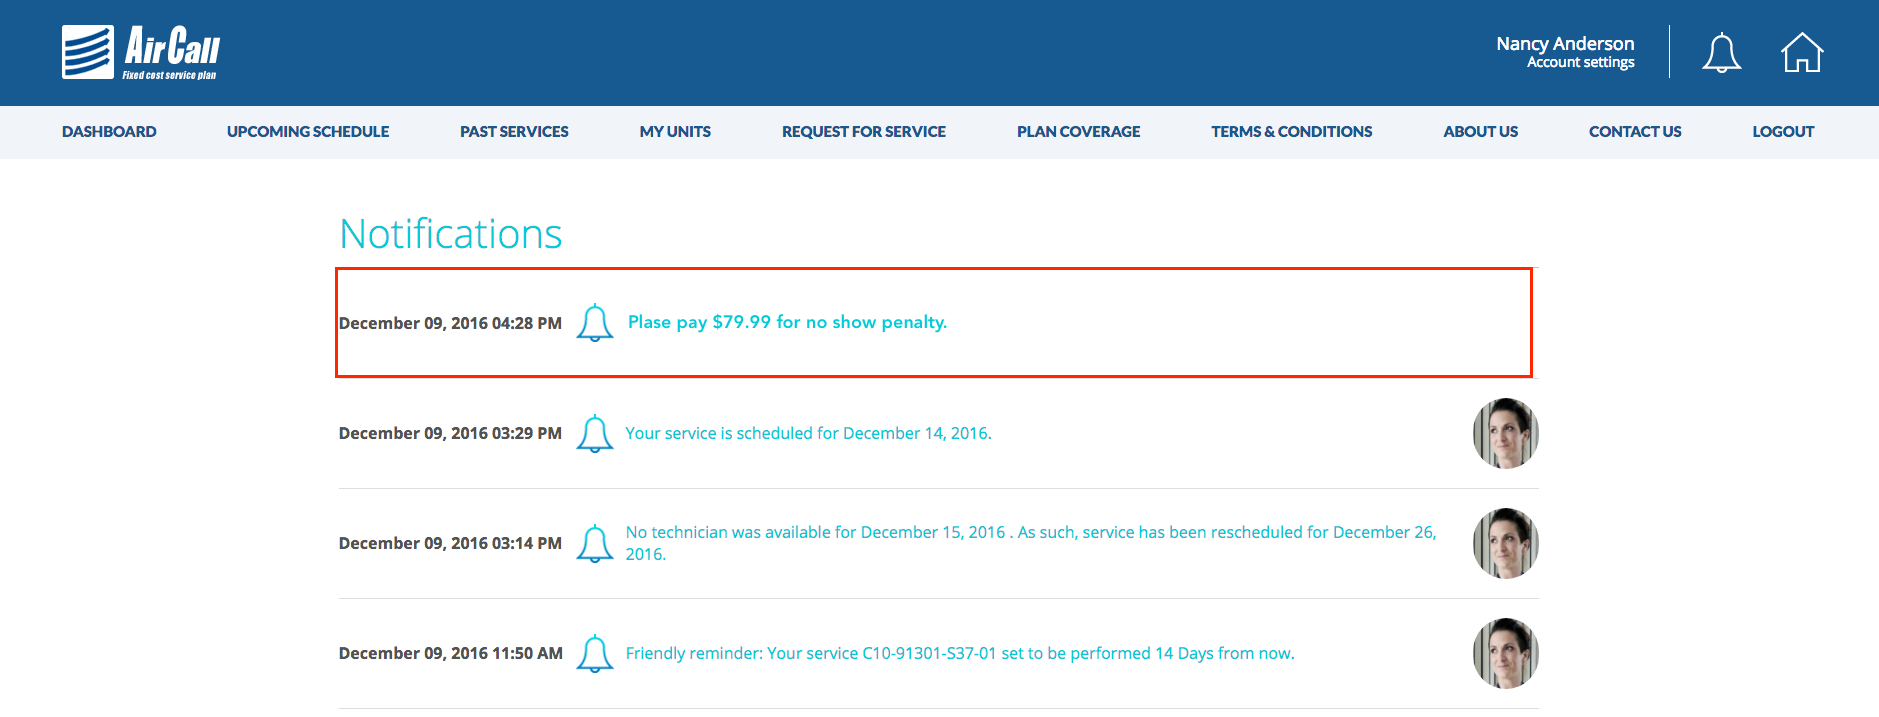 AirCall
Fixed cost service plan
Nancy Anderson
Account settings
DASHBOARD UPCOMING SCHEDULE PAST SERVICES MY UNITS REQUEST FOR SERVICE PLAN COVERAGE TERMS & CONDITIONS ABOUT US CONTACT US LOGOUT
Notifications
December 09, 2016 04:28 PM Plase pay $79.99 for no show penalty.
December 09, 2016 03:29 PM Your service is scheduled for December 14, 2016.
December 09, 2016 03:14 PM No technician was available for December 15, 2016 . As such, service has been rescheduled for December 26,
2016.
December 09, 2016 11:50 AM Friendly reminder: Your service C10-91301-S37-01 set to be performed 14 Days from now.